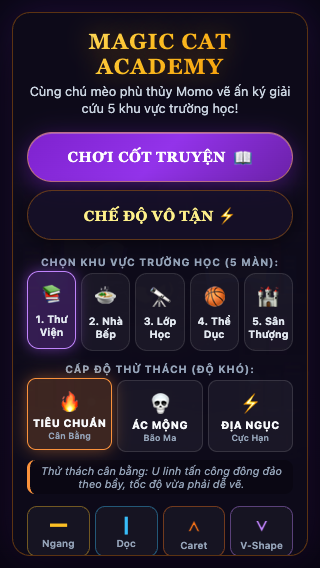 MAGIC CAT
ACADEMY
Cùng chú mèo phù thủy Momo vẽ ấn ký giải
cứu 5 khu vực trường học!
CHƠI CỐT TRUYỆN 📖
CHẾ ĐỘ VÔ TẬN ⚡
CHỌN KHU VỰC TRƯỜNG HỌC (5 MÀN):
1. Thư
Viện
2. Nhà
Bếp
3. Lớp
Học
4. Thể
Dục
5. Sân
Thượng
CẤP ĐỘ THỬ THÁCH (ĐỘ KHÓ):
TIÊU CHUẨN
Cân Bằng
ÁC MỘNG
Bão Ma
ĐỊA NGỤC
Cực Hạn
Thử thách cân bằng: U linh tấn công đông đảo
theo bầy, tốc độ vừa phải dễ vẽ.
Ngang
Dọc
Caret
V-Shape